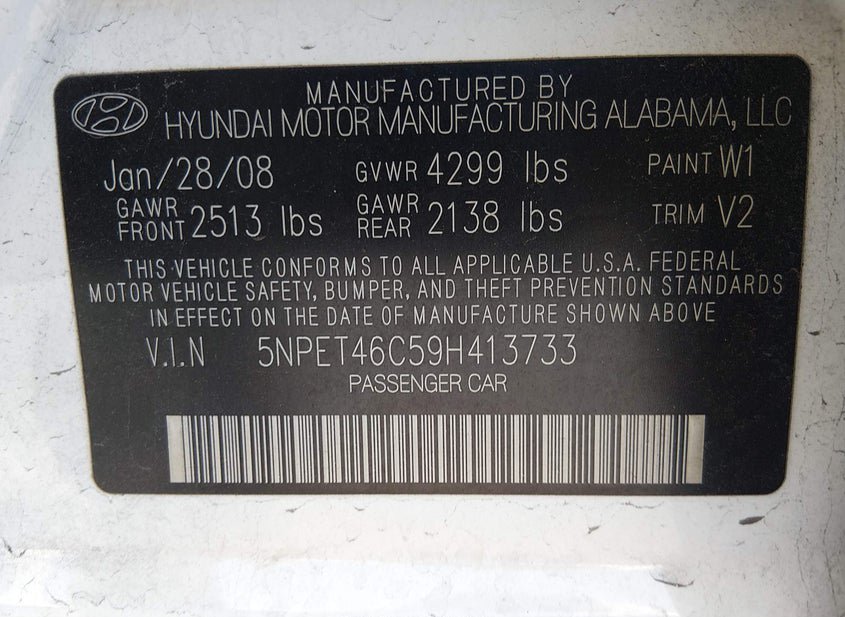 MANUFACTURED BY
HYUNDAI MOTOR MANUFACTURING ALABAMA, LLC
Jan/28/08 GVWR 4299 lbs PAINT W1
GAWR FRONT 2513 lbs GAWR REAR 2138 lbs TRIM V2
THIS VEHICLE CONFORMS TO ALL APPLICABLE U.S.A. FEDERAL
MOTOR VEHICLE SAFETY, BUMPER, AND THEFT PREVENTION STANDARDS
IN EFFECT ON THE DATE OF MANUFACTURE SHOWN ABOVE
V.I.N 5NPET46C59H413733
PASSENGER CAR